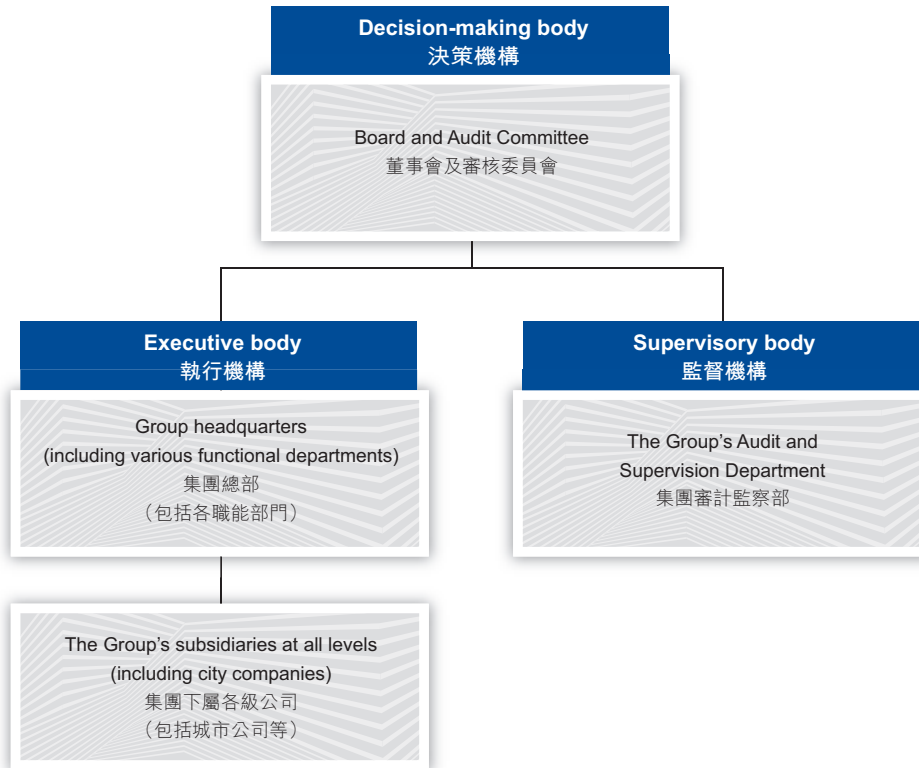 Decision-making body
決策機構
Board and Audit Committee
董事會及審核委員會
Executive body
執行機構
Group headquarters
(including various functional departments)
集團總部
（包括各職能部門）
The Group’s subsidiaries at all levels
(including city companies)
集團下屬各級公司
（包括城市公司等）
Supervisory body
監督機構
The Group’s Audit and
Supervision Department
集團審計監察部